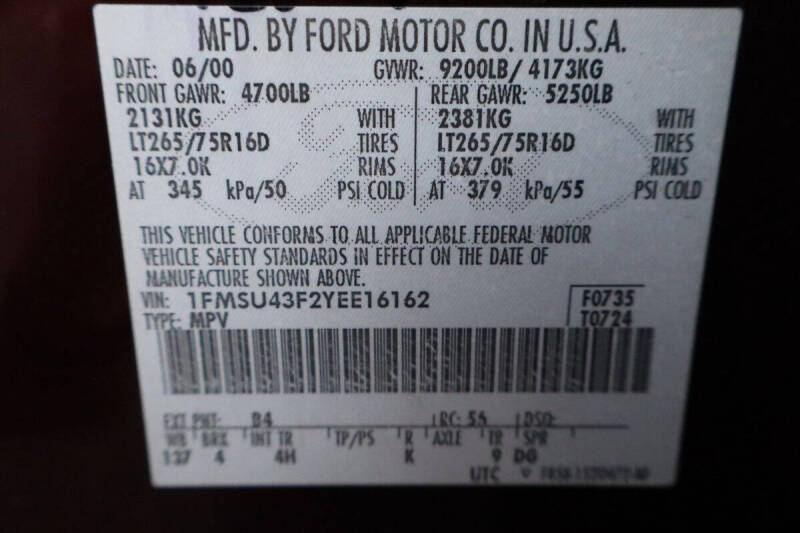 MFD. BY FORD MOTOR CO. IN U.S.A.
DATE: 06/00 GVWR: 9200LB/ 4173KG
FRONT GAWR: 4700LB REAR GAWR: 5250LB
2131KG WITH 2381KG WITH
LT265/75R16D TIRES LT265/75R16D TIRES
16X7.0K RIMS 16X7.0K RIMS
AT 345 kPa/50 PSI COLD AT 379 kPa/55 PSI COLD
THIS VEHICLE CONFORMS TO ALL APPLICABLE FEDERAL MOTOR
VEHICLE SAFETY STANDARDS IN EFFECT ON THE DATE OF
MANUFACTURE SHOWN ABOVE.
VIN: 1FMSU43F2YEE16162 F0735
TYPE: MPV T0724
EXT PNT: B4 RC: 56 DSO:
WB BRK INT TR TP/PS R AXLE TR SPR
137 4 4H K 9 DG
UTC